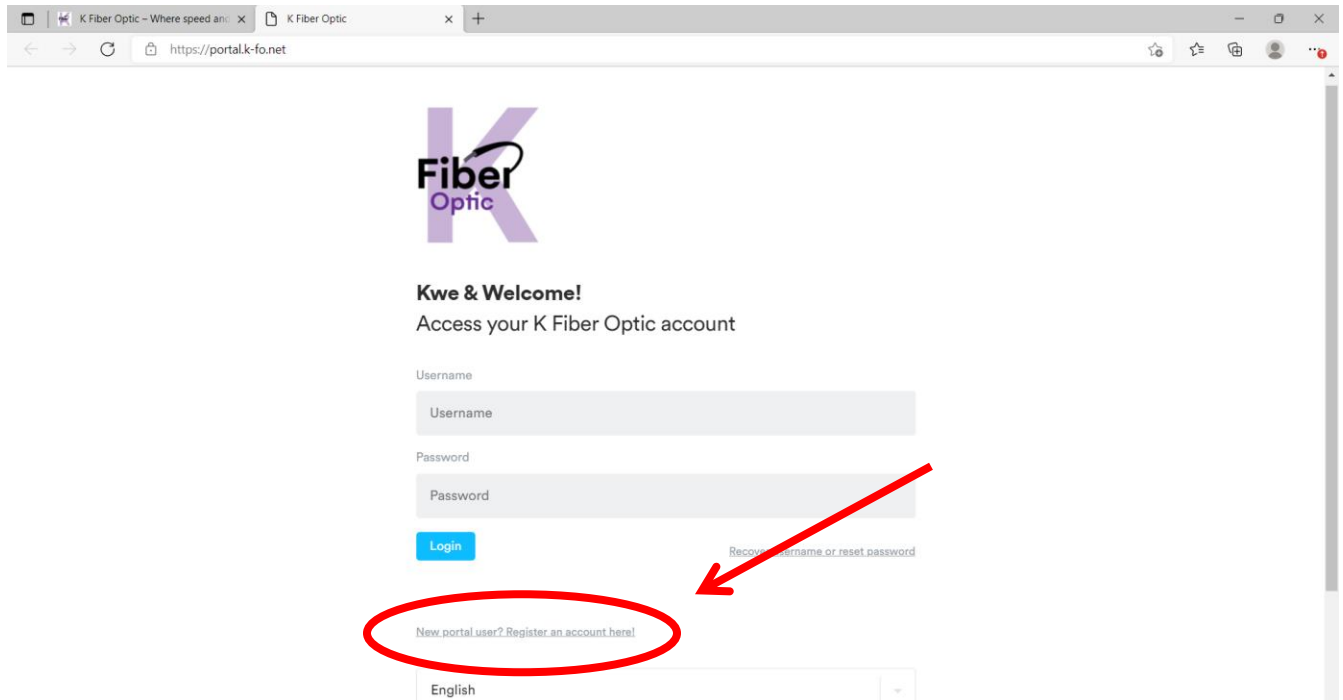 K Fiber Optic – Where speed and
K Fiber Optic
https://portal.k-fo.net
K
Fiber
Optic
Kwe & Welcome!
Access your K Fiber Optic account
Username
Username
Password
Password
Login
Recover username or reset password
New portal user? Register an account here!
English